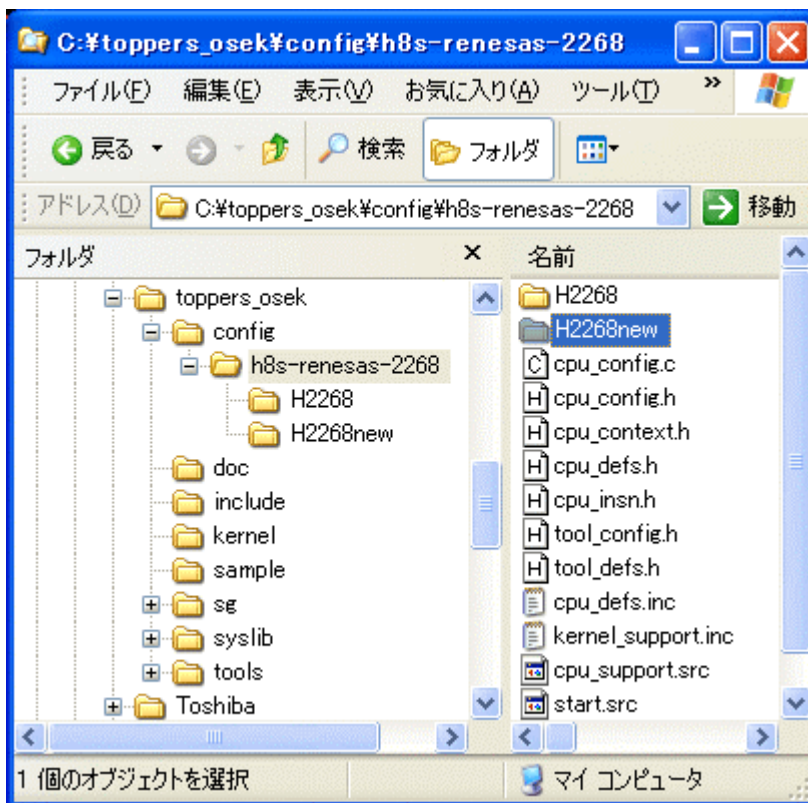 C:¥toppers_osek¥config¥h8s-renesas-2268
ファイル(F) 編集(E) 表示(V) お気に入り(A) ツール(T) »
戻る 検索 フォルダ
アドレス(D) C:¥toppers_osek¥config¥h8s-renesas-2268 移動
フォルダ
toppers_osek
config
h8s-renesas-2268
H2268
H2268new
doc
include
kernel
sample
sg
syslib
tools
Toshiba
名前
H2268
H2268new
cpu_config.c
cpu_config.h
cpu_context.h
cpu_defs.h
cpu_insn.h
tool_config.h
tool_defs.h
cpu_defs.inc
kernel_support.inc
cpu_support.src
start.src
1 個のオブジェクトを選択 マイ コンピュータ